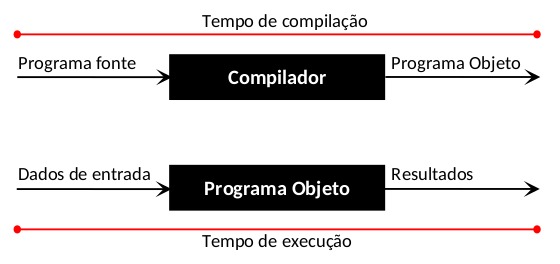 Tempo de compilação
Programa fonte
Compilador
Programa Objeto
Dados de entrada
Programa Objeto
Resultados
Tempo de execução